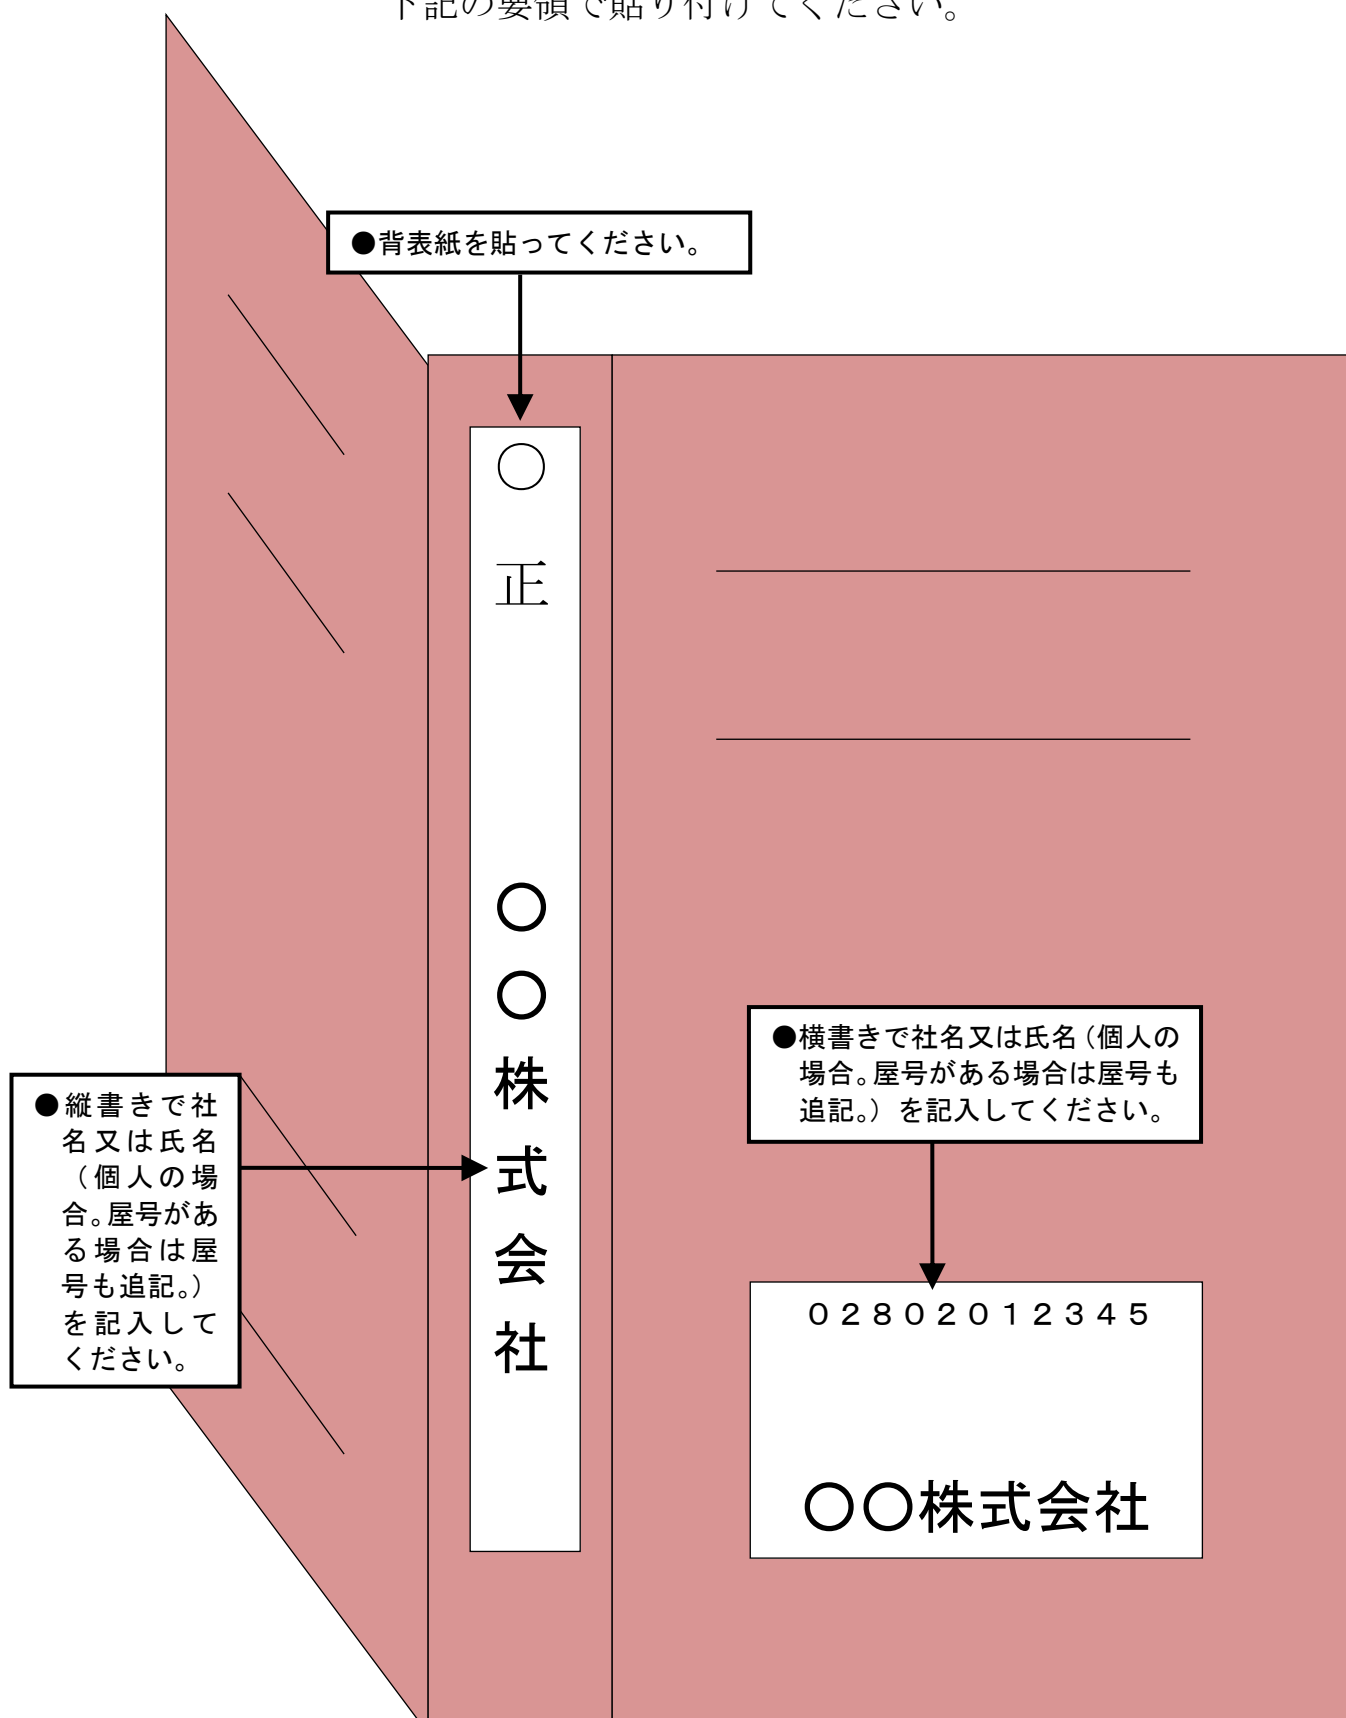 下記の要領で貼り付けてください。
●背表紙を貼ってください。
○正
○○株式会社
●横書きで社名又は氏名（個人の
場合。屋号がある場合は屋号も
追記。）を記入してください。
●縦書きで社
名又は氏名
（個人の場
合。屋号があ
る場合は屋
号も追記。）
を記入して
ください。
０２８０２０１２３４５
○○株式会社